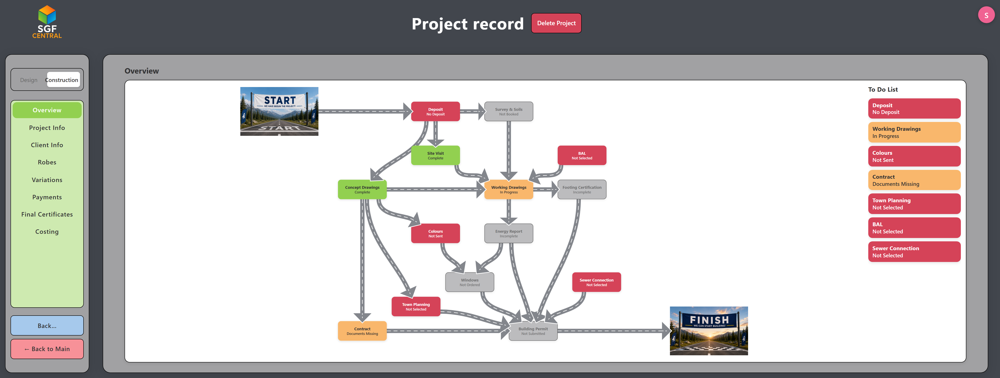 SGF
CENTRAL
Project record
Delete Project
S
Design
Construction
Overview
Project Info
Client Info
Robes
Variations
Payments
Final Certificates
Costing
Back...
← Back to Main
Overview
START
WE HAVE BEGUN THE PROJECT!
START
Deposit
No Deposit
Survey & Soils
Not Booked
Site Visit
Complete
BAL
Not Selected
Concept Drawings
Complete
Working Drawings
In Progress
Footing Certification
Incomplete
Colours
Not Sent
Energy Report
Incomplete
Windows
Not Ordered
Sewer Connection
Not Selected
Town Planning
Not Selected
Contract
Documents Missing
Building Permit
Not Submitted
FINISH
WE CAN START BUILDING!
To Do List
Deposit
No Deposit
Working Drawings
In Progress
Colours
Not Sent
Contract
Documents Missing
Town Planning
Not Selected
BAL
Not Selected
Sewer Connection
Not Selected